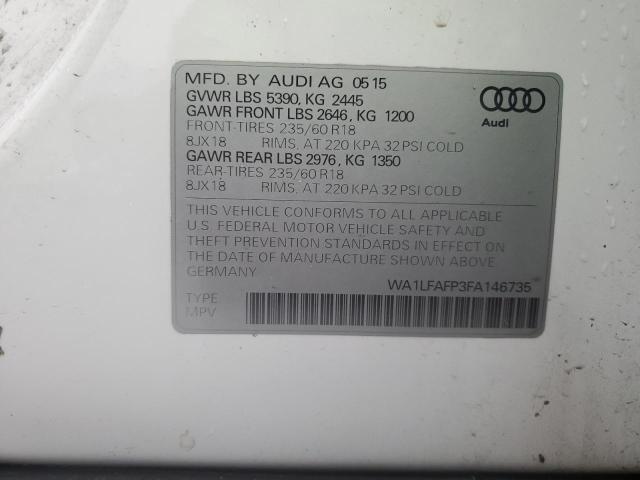 MFD. BY AUDI AG 05 15
GVWR LBS 5390, KG 2445
GAWR FRONT LBS 2646, KG 1200
FRONT-TIRES 235/60 R18
8JX18 RIMS, AT 220 KPA 32 PSI COLD
GAWR REAR LBS 2976, KG 1350
REAR-TIRES 235/60 R18
8JX18 RIMS, AT 220 KPA 32 PSI COLD
Audi
THIS VEHICLE CONFORMS TO ALL APPLICABLE
U.S. FEDERAL MOTOR VEHICLE SAFETY AND
THEFT PREVENTION STANDARDS IN EFFECT ON
THE DATE OF MANUFACTURE SHOWN ABOVE.
GERMANY
WA1LFAFP3FA146735
TYPE
MPV